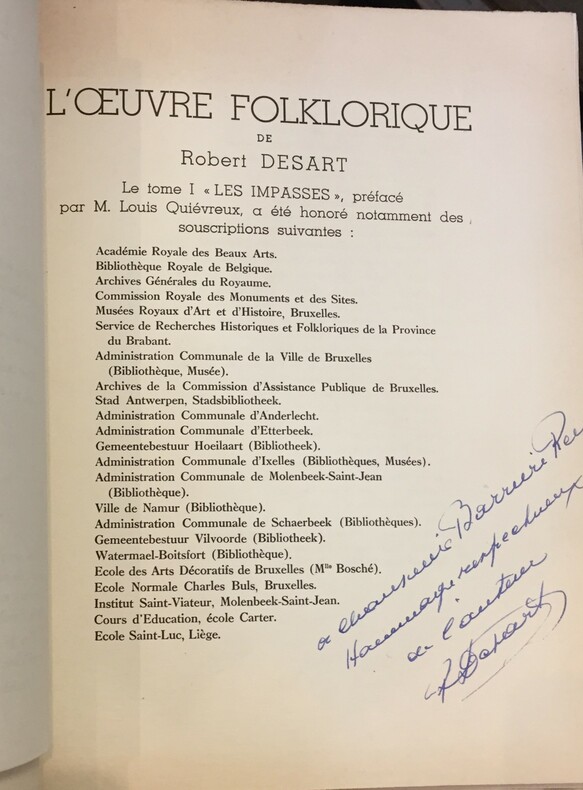 L'ŒUVRE FOLKLORIQUE
DE
Robert DESART
Le tome I « LES IMPASSES », préfacé
par M. Louis Quiévreux, a été honoré notamment des
souscriptions suivantes :
Académie Royale des Beaux Arts.
Bibliothèque Royale de Belgique.
Archives Générales du Royaume.
Commission Royale des Monuments et des Sites.
Musées Royaux d'Art et d'Histoire, Bruxelles.
Service de Recherches Historiques et Folkloriques de la Province
du Brabant.
Administration Communale de la Ville de Bruxelles
(Bibliothèque, Musée).
Archives de la Commission d'Assistance Publique de Bruxelles.
Stad Antwerpen, Stadsbibliotheek.
Administration Communale d'Anderlecht.
Administration Communale d'Etterbeek.
Gemeentebestuur Hoeilaart (Bibliotheek).
Administration Communale d'Ixelles (Bibliothèques, Musées).
Administration Communale de Molenbeek-Saint-Jean
(Bibliothèque).
Ville de Namur (Bibliothèque).
Administration Communale de Schaerbeek (Bibliothèques).
Gemeentebestuur Vilvoorde (Bibliotheek).
Watermael-Boitsfort (Bibliothèque).
Ecole des Arts Décoratifs de Bruxelles (Mlle Bosché).
Ecole Normale Charles Buls, Bruxelles.
Institut Saint-Viateur, Molenbeek-Saint-Jean.
Cours d'Education, école Carter.
Ecole Saint-Luc, Liège.
Hommage respectueux
de l'auteur
R Desart